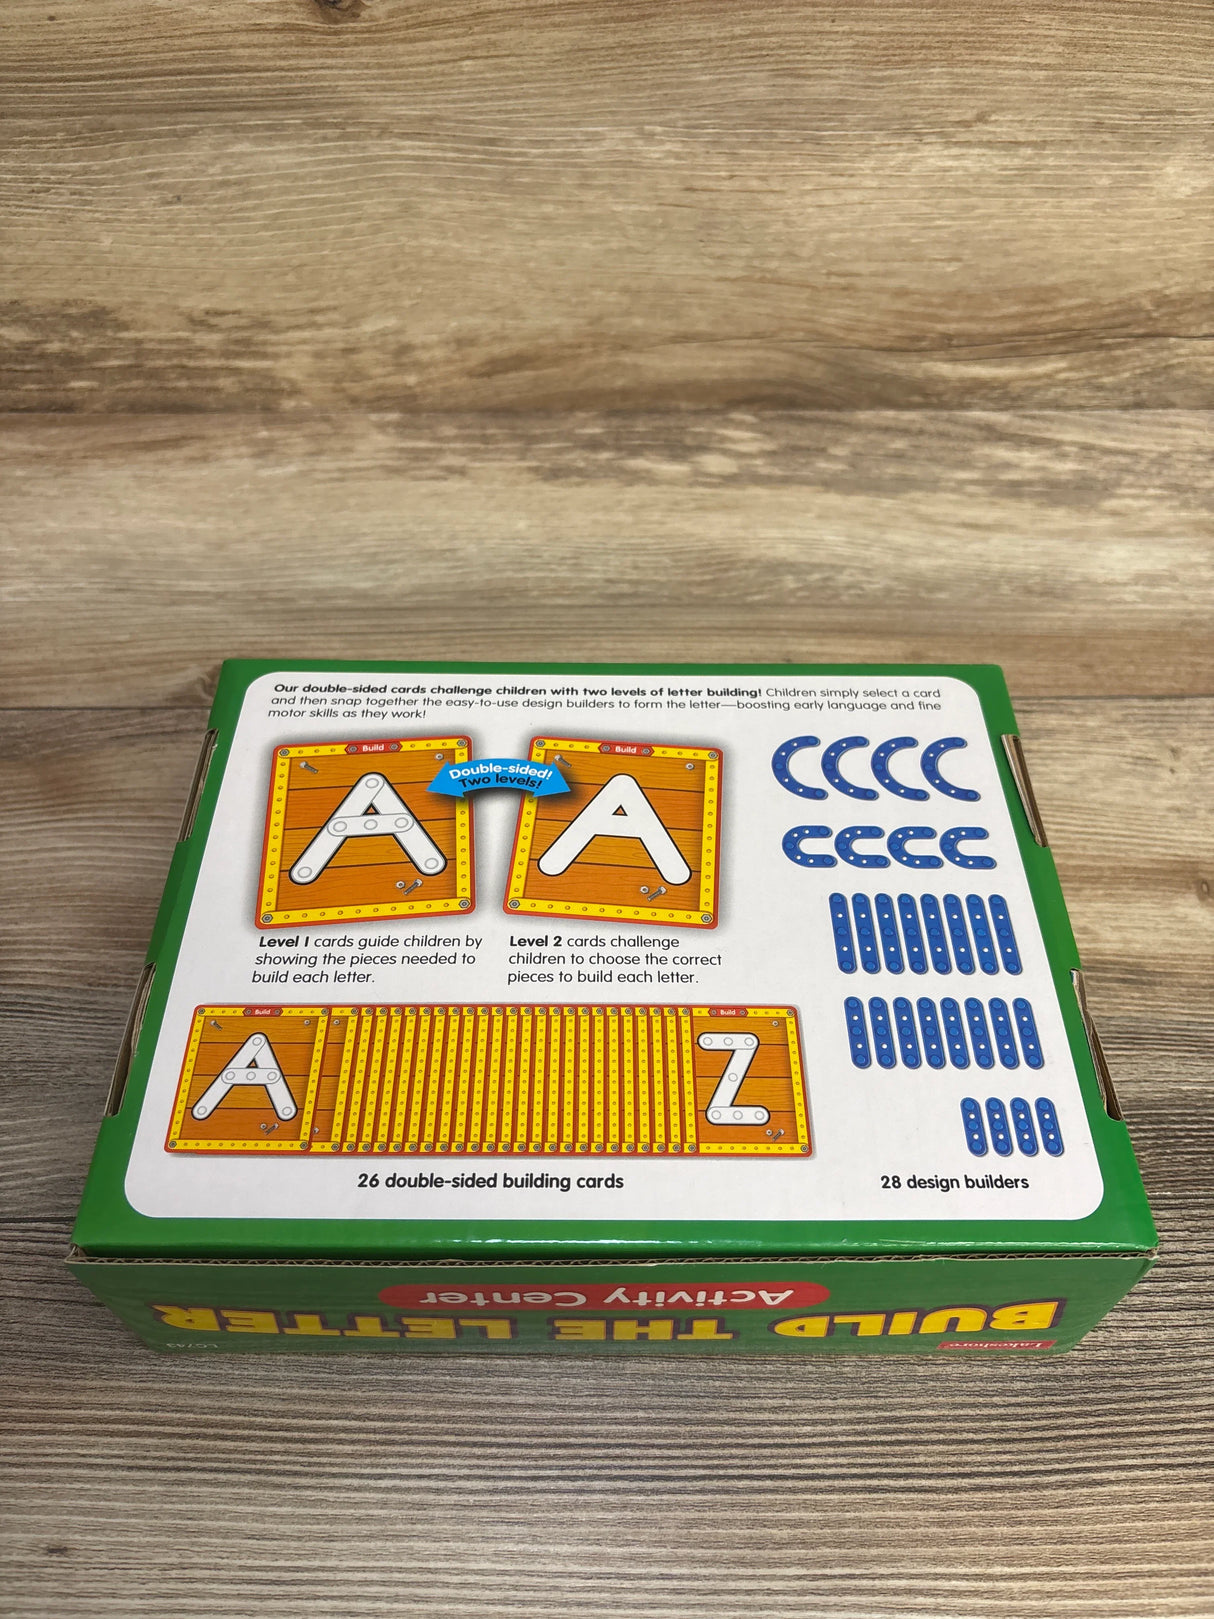 Our double-sided cards challenge children with two levels of letter building! Children simply select a card
and then snap together the easy-to-use design builders to form the letter—boosting early language and fine
motor skills as they work!
Build
Build
Double-sided!
Two levels!
A
A
Level 1 cards guide children by
showing the pieces needed to
build each letter.
Level 2 cards challenge
children to choose the correct
pieces to build each letter.
Build
Build
A
Z
26 double-sided building cards
28 design builders
Lakeshore
BUILD THE LETTER
Activity Center